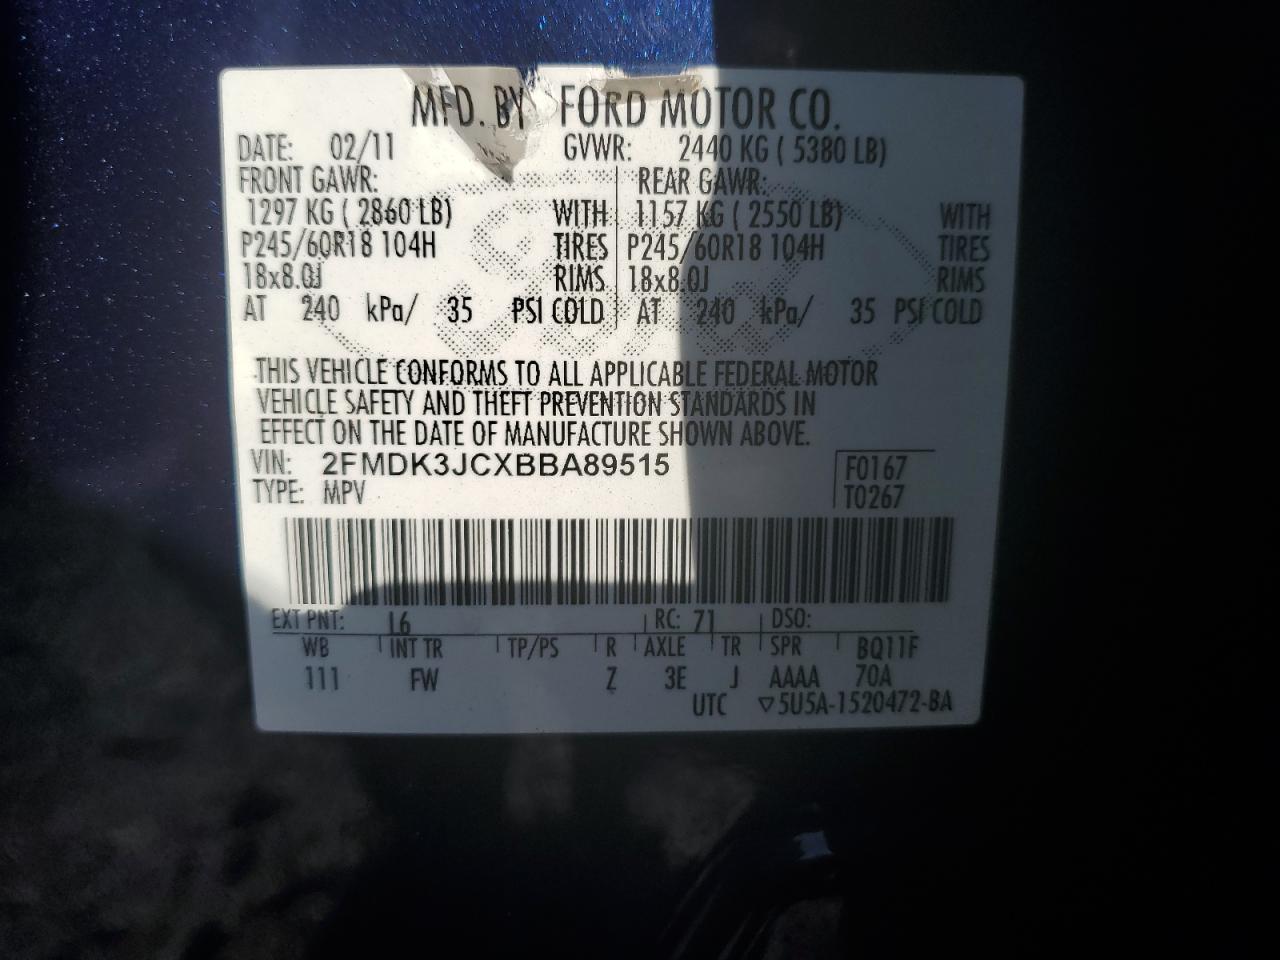 MFD. BY FORD MOTOR CO.
DATE: 02/11 GVWR: 2440 KG ( 5380 LB)
FRONT GAWR: REAR GAWR:
1297 KG ( 2860 LB) WITH 1157 KG ( 2550 LB) WITH
P245/60R18 104H TIRES P245/60R18 104H TIRES
18x8.0J RIMS 18x8.0J RIMS
AT 240 kPa/ 35 PSI COLD AT 240 kPa/ 35 PSI COLD
THIS VEHICLE CONFORMS TO ALL APPLICABLE FEDERAL MOTOR
VEHICLE SAFETY AND THEFT PREVENTION STANDARDS IN
EFFECT ON THE DATE OF MANUFACTURE SHOWN ABOVE.
VIN: 2FMDK3JCXBBA89515 F0167
TYPE: MPV T0267
EXT PNT: L6 RC: 71 DSO:
WB INT TR TP/PS R AXLE TR SPR BQ11F
111 FW Z 3E J AAAA 70A
UTC ▽5U5A-1520472-BA